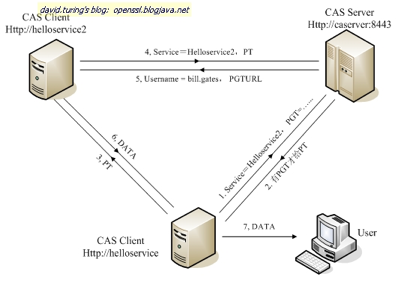 david.turing's blog: openssl.blogjava.net
CAS Client
Http://helloservice2
CAS Server
Http://caserver:8443
4, Service＝Helloservice2，PT
5, Username = bill.gates， PGTURL
6, DATA
3, PT
1. Service＝Helloservice2，PGT=……
2. 有PGT才给PT
CAS Client
Http://helloservice
7, DATA
User